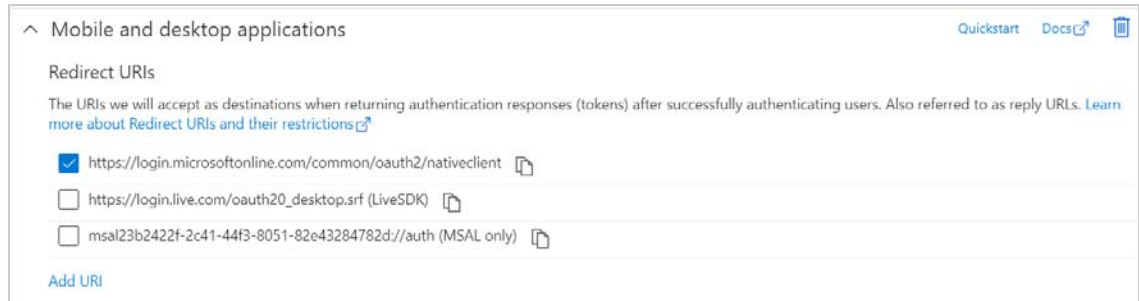 Mobile and desktop applications
Quickstart Docs
Redirect URIs
The URIs we will accept as destinations when returning authentication responses (tokens) after successfully authenticating users. Also referred to as reply URLs. Learn
more about Redirect URIs and their restrictions
https://login.microsoftonline.com/common/oauth2/nativeclient
https://login.live.com/oauth20_desktop.srf (LiveSDK)
msal23b2422f-2c41-44f3-8051-82e43284782d://auth (MSAL only)
Add URI